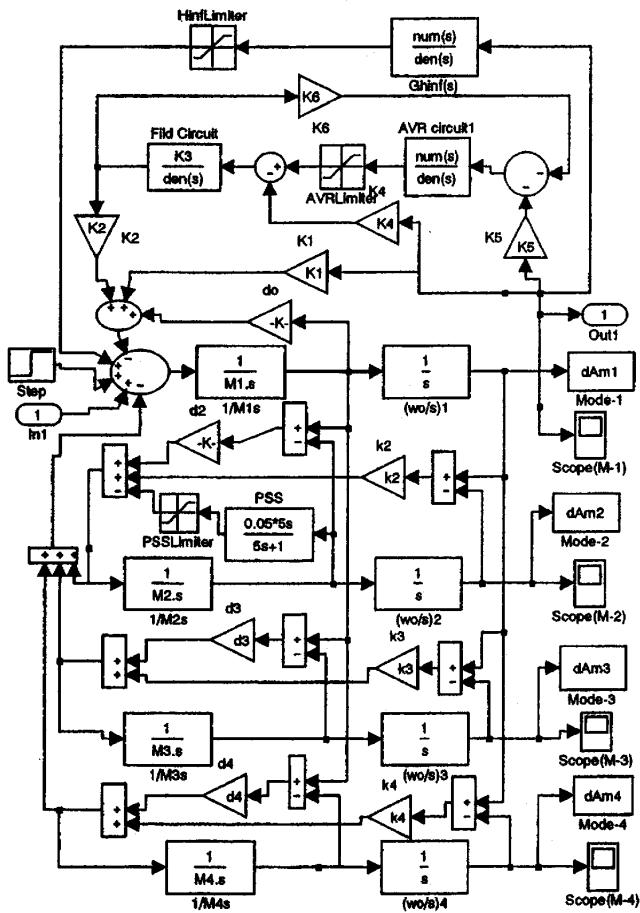 HinfLimiter
num(s)
den(s)
Ghinf(s)
K6
K6
Fild Circuit
K3
den(s)
AVR circuit1
num(s)
den(s)
AVRLimiter
K4
K4
K2
K2
K1
K1
K5
K5
do
-K-
1
Out1
Step
1
In1
1
M1.s
1/M1s
1
s
(wo/s)1
dAm1
Mode-1
Scope(M-1)
d2
-K-
k2
k2
PSS
0.05*5s
5s+1
PSSLimiter
dAm2
Mode-2
1
M2.s
1/M2s
1
s
(wo/s)2
Scope(M-2)
d3
d3
k3
k3
dAm3
Mode-3
1
M3.s
1/M3s
1
s
(wo/s)3
Scope(M-3)
d4
d4
k4
k4
dAm4
Mode-4
1
M4.s
1/M4s
1
s
(wo/s)4
Scope(M-4)